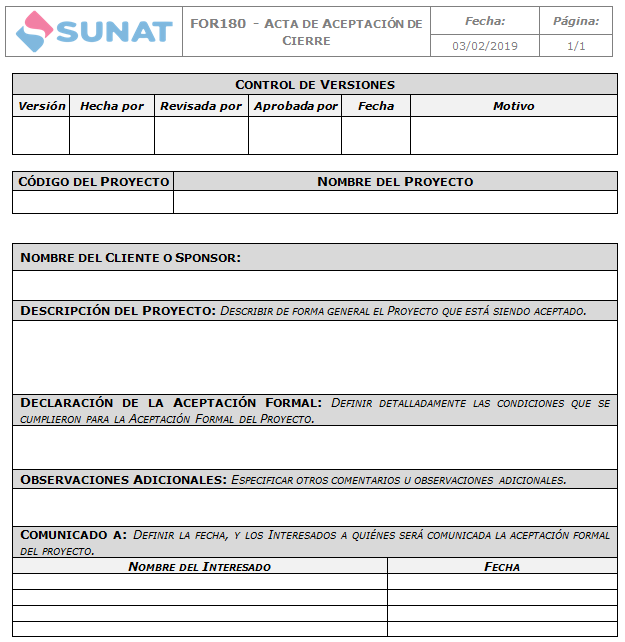 SUNAT
FOR180 - ACTA DE ACEPTACIÓN DE
CIERRE
Fecha:
Página:
03/02/2019
1/1
CONTROL DE VERSIONES
Versión Hecha por Revisada por Aprobada por Fecha Motivo
CÓDIGO DEL PROYECTO NOMBRE DEL PROYECTO
NOMBRE DEL CLIENTE O SPONSOR:
DESCRIPCIÓN DEL PROYECTO: DESCRIBIR DE FORMA GENERAL EL PROYECTO QUE ESTÁ SIENDO ACEPTADO.
DECLARACIÓN DE LA ACEPTACIÓN FORMAL: DEFINIR DETALLADAMENTE LAS CONDICIONES QUE SE
CUMPLIERON PARA LA ACEPTACIÓN FORMAL DEL PROYECTO.
OBSERVACIONES ADICIONALES: ESPECIFICAR OTROS COMENTARIOS U OBSERVACIONES ADICIONALES.
COMUNICADO A: DEFINIR LA FECHA, Y LOS INTERESADOS A QUIÉNES SERÁ COMUNICADA LA ACEPTACIÓN FORMAL
DEL PROYECTO.
NOMBRE DEL INTERESADO FECHA